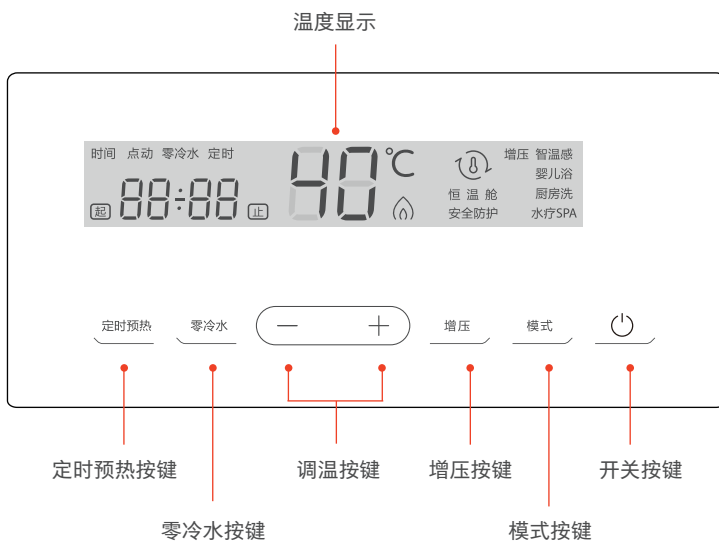 温度显示
时间 点动 零冷水 定时
起 88:88 止
40℃
增压 智温感
婴儿浴
恒温舱 厨房洗
安全防护 水疗SPA
定时预热 零冷水 — + 增压 模式
定时预热按键 调温按键 增压按键 开关按键
零冷水按键 模式按键